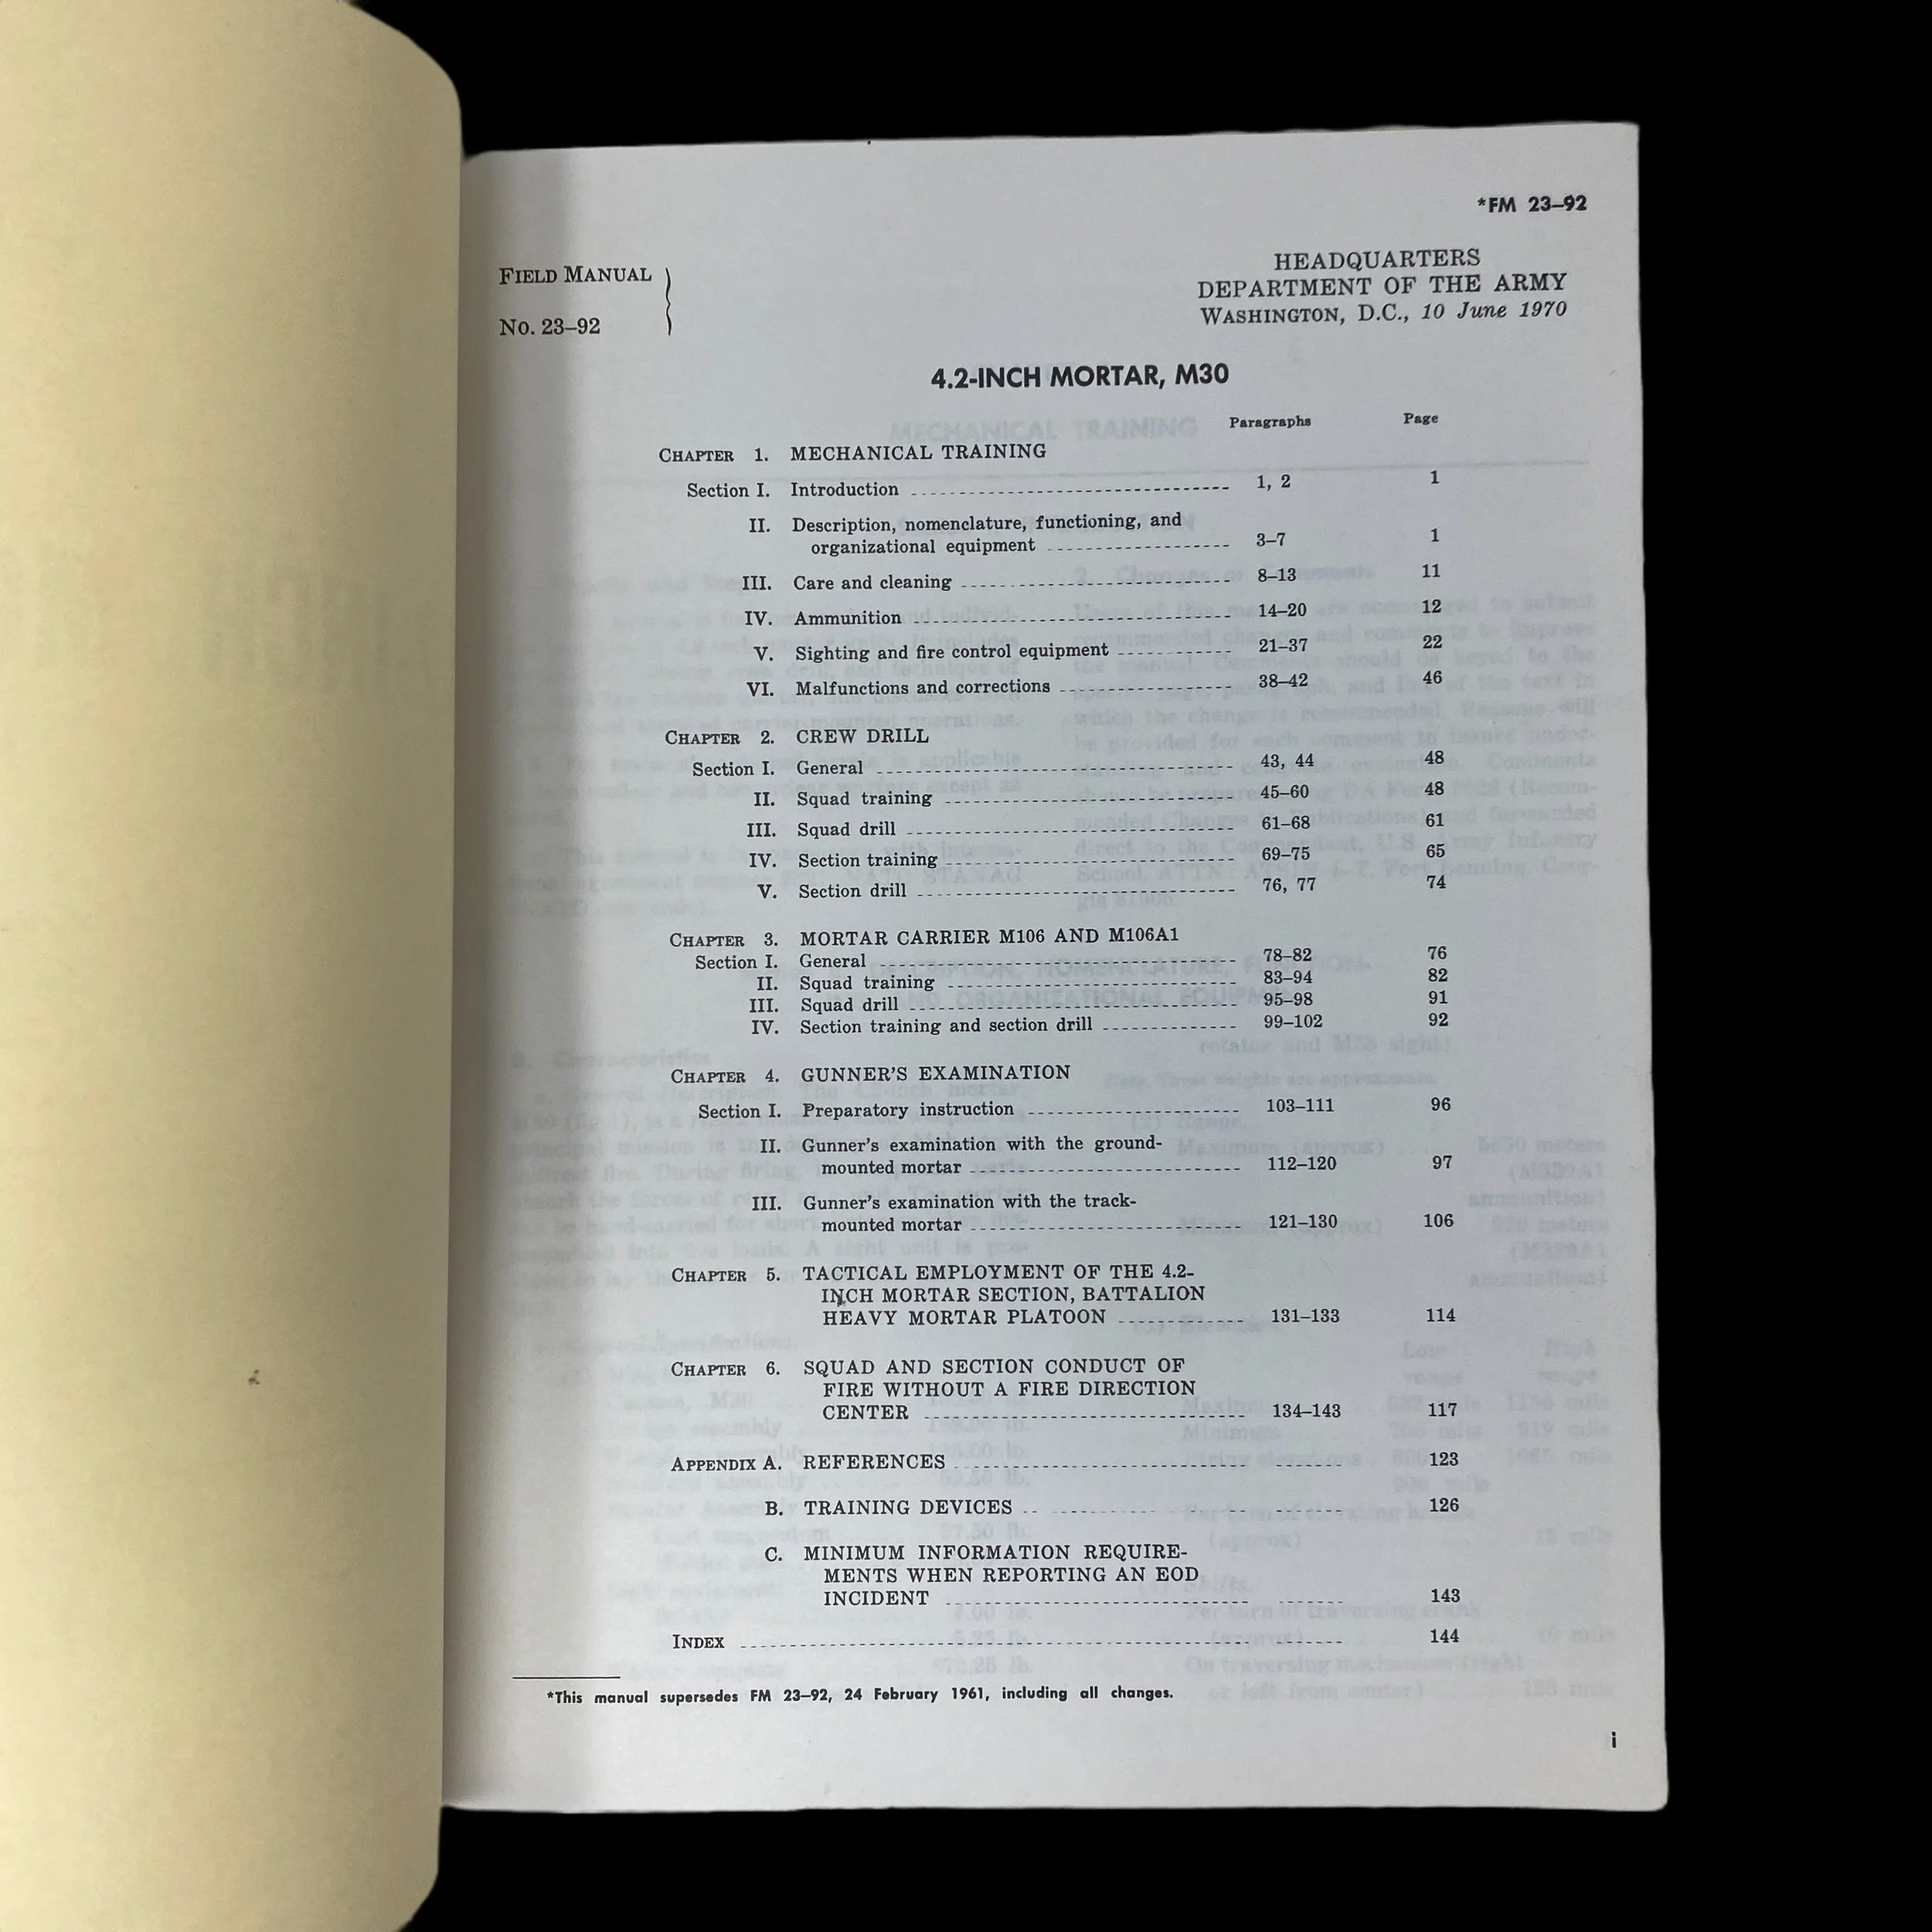 *FM 23–92
FIELD MANUAL
No. 23–92
HEADQUARTERS
DEPARTMENT OF THE ARMY
WASHINGTON, D.C., 10 June 1970
4.2-INCH MORTAR, M30
Paragraphs Page
CHAPTER 1. MECHANICAL TRAINING
Section I. Introduction 1, 2 1
II. Description, nomenclature, functioning, and
organizational equipment 3–7 1
III. Care and cleaning 8–13 11
IV. Ammunition 14–20 12
V. Sighting and fire control equipment 21–37 22
VI. Malfunctions and corrections 38–42 46
CHAPTER 2. CREW DRILL
Section I. General 43, 44 48
II. Squad training 45–60 48
III. Squad drill 61–68 61
IV. Section training 69–75 65
V. Section drill 76, 77 74
CHAPTER 3. MORTAR CARRIER M106 AND M106A1
Section I. General 78–82 76
II. Squad training 83–94 82
III. Squad drill 95–98 91
IV. Section training and section drill 99–102 92
CHAPTER 4. GUNNER'S EXAMINATION
Section I. Preparatory instruction 103–111 96
II. Gunner's examination with the ground-
mounted mortar 112–120 97
III. Gunner's examination with the track-
mounted mortar 121–130 106
CHAPTER 5. TACTICAL EMPLOYMENT OF THE 4.2-
INCH MORTAR SECTION, BATTALION
HEAVY MORTAR PLATOON 131–133 114
CHAPTER 6. SQUAD AND SECTION CONDUCT OF
FIRE WITHOUT A FIRE DIRECTION
CENTER 134–143 117
APPENDIX A. REFERENCES 123
B. TRAINING DEVICES 126
C. MINIMUM INFORMATION REQUIRE-
MENTS WHEN REPORTING AN EOD
INCIDENT 143
INDEX 144
*This manual supersedes FM 23–92, 24 February 1961, including all changes.
i